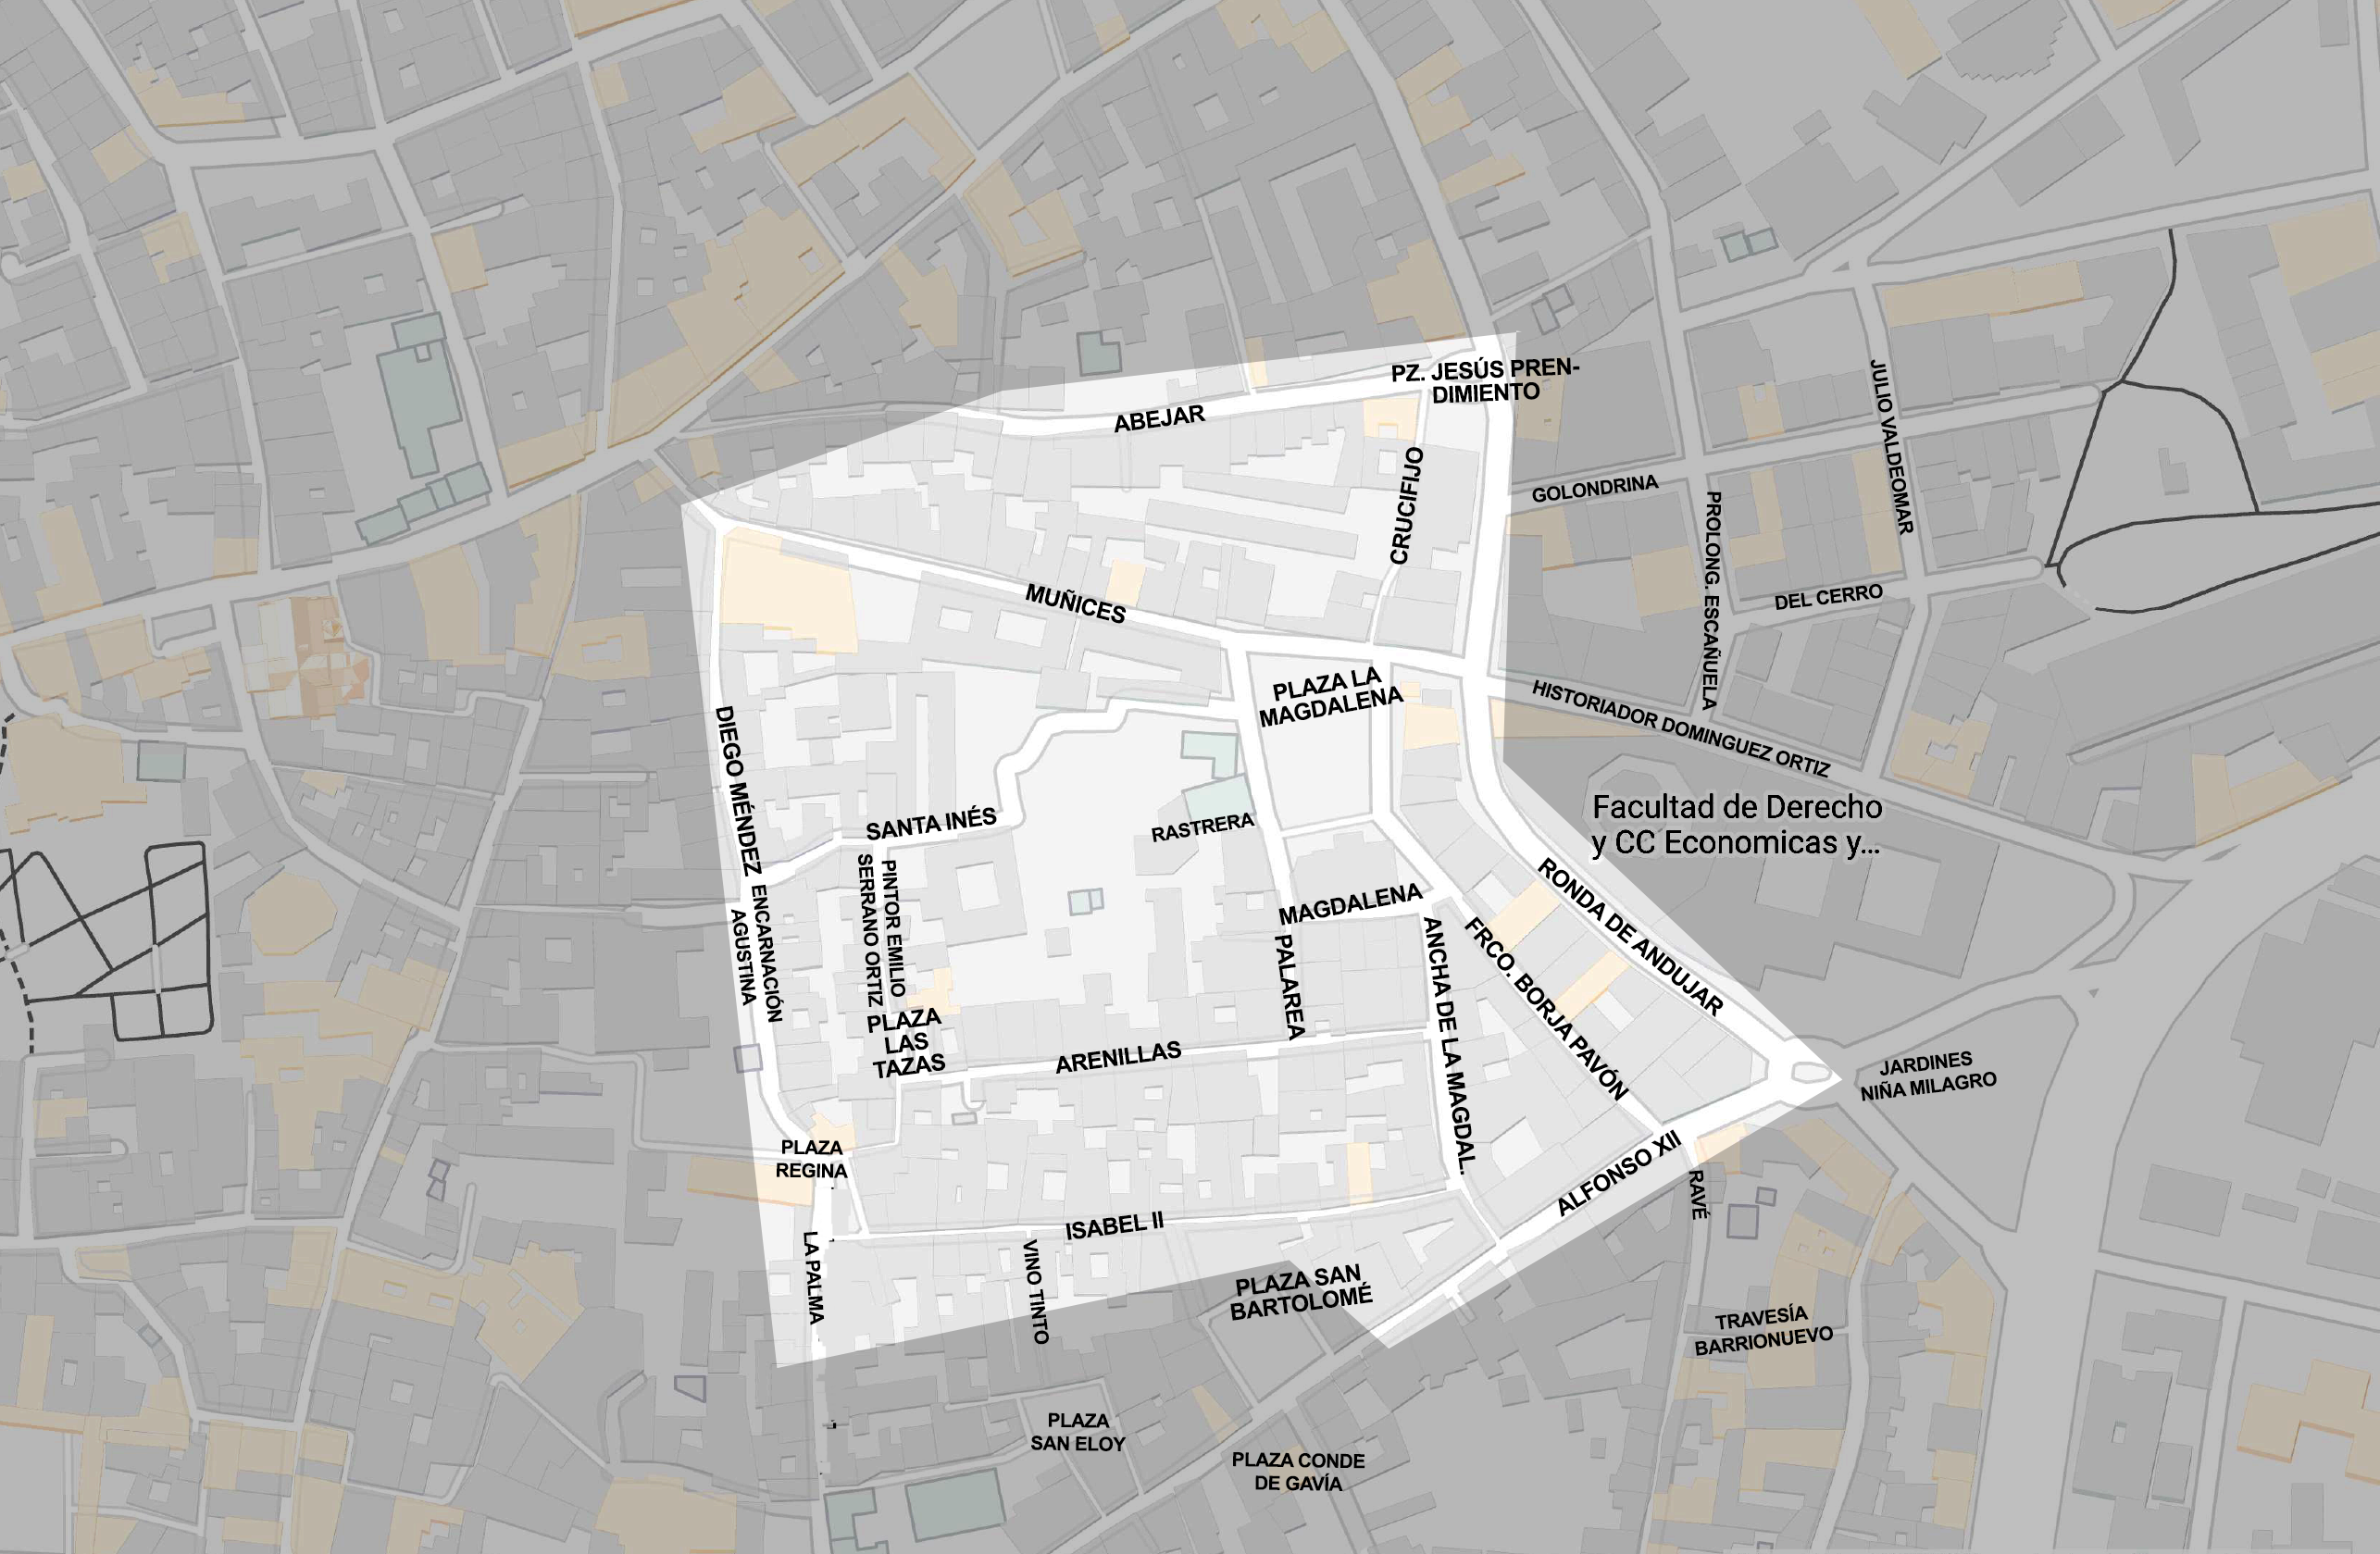 PZ. JESÚS PREN-
DIMIENTO
ABEJAR
JULIO VALDEOMAR
CRUCIFIJO
GOLONDRINA
PROLONG. ESCAÑUELA
DEL CERRO
MUÑICES
PLAZA LA
MAGDALENA
HISTORIADOR DOMINGUEZ ORTIZ
DIEGO MÉNDEZ
Facultad de Derecho
y CC Economicas y...
SANTA INÉS
RASTRERA
RONDA DE ANDUJAR
PINTOR EMILIO
SERRANO ORTIZ
ENCARNACIÓN
AGUSTINA
MAGDALENA
PALAREA
ANCHA DE LA MAGDAL.
FRCO. BORJA PAVÓN
PLAZA
LAS
TAZAS
ARENILLAS
JARDINES
NIÑA MILAGRO
PLAZA
REGINA
ALFONSO XII
RAVÉ
ISABEL II
LA PALMA
VINO TINTO
PLAZA SAN
BARTOLOMÉ
TRAVESÍA
BARRIONUEVO
PLAZA
SAN ELOY
PLAZA CONDE
DE GAVÍA